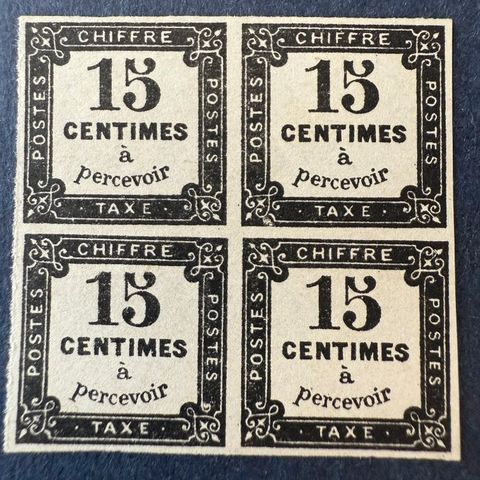 CHIFFRE
POSTES
15
CENTIMES
à
percevoir
POSTES
TAXE
CHIFFRE
POSTES
15
CENTIMES
à
percevoir
POSTES
TAXE
CHIFFRE
POSTES
15
CENTIMES
à
percevoir
POSTES
TAXE
CHIFFRE
POSTES
15
CENTIMES
à
percevoir
POSTES
TAXE